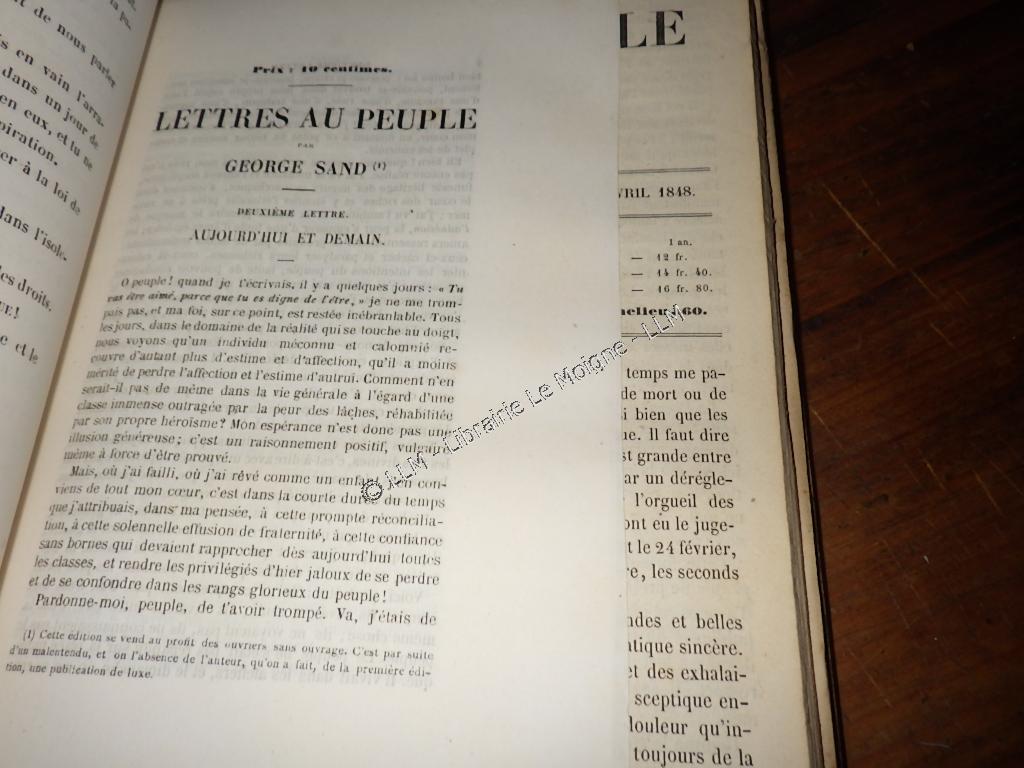 t de nous parler
s en vain l'arra-
dans un jour de
en eux, et tu ne
piration.
ger à la loi de
dans l'isole-
les droits.
UE!
e et le
Prix : 10 centimes.
LETTRES AU PEUPLE
PAR
GEORGE SAND (1)
DEUXIÈME LETTRE.
AUJOURD'HUI ET DEMAIN.
O peuple! quand je t'écrivais, il y a quelques jours : « Tu
vas être aimé, parce que tu es digne de l'être, » je ne me trom-
pais pas, et ma foi, sur ce point, est restée inébranlable. Tous
les jours, dans le domaine de la réalité qui se touche au doigt,
nous voyons qu'un individu méconnu et calomnié re-
couvre d'autant plus d'estime et d'affection, qu'il a moins
mérité de perdre l'affection et l'estime d'autrui. Comment n'en
serait-il pas de même dans la vie générale à l'égard d'une
classe immense outragée par la peur des lâches, réhabilitée
par son propre héroïsme? Mon espérance n'est donc pas une
illusion généreuse; c'est un raisonnement positif, vulgaire
même à force d'être prouvé.
Mais, où j'ai failli, où j'ai rêvé comme un enfant, j'en con-
viens de tout mon cœur, c'est dans la courte durée du temps
que j'attribuais, dans ma pensée, à cette prompte réconcilia-
tion, à cette solennelle effusion de fraternité, à cette confiance
sans bornes qui devaient rapprocher dès aujourd'hui toutes
les classes, et rendre les privilégiés d'hier jaloux de se perdre
et de se confondre dans les rangs glorieux du peuple!
Pardonne-moi, peuple, de t'avoir trompé. Va, j'étais de
(1) Cette édition se vend au profit des ouvriers sans ouvrage. C'est par suite
d'un malentendu, et en l'absence de l'auteur, qu'on a fait, de la première édi-
tion, une publication de luxe.
LE
VRIL 1848.
1 an.
— 12 fr.
— 14 fr. 40.
— 16 fr. 80.
helieu, 60.
temps me pa-
de mort ou de
si bien que les
ne. Il faut dire
st grande entre
ar un dérégle-
l'orgueil des
ont eu le juge-
t le 24 février,
re, les seconds
ndes et belles
tique sincère.
et des exhalai-
sceptique en-
douleur qu'in-
toujours de la
© LLM - Librairie Le Moigne - LLM